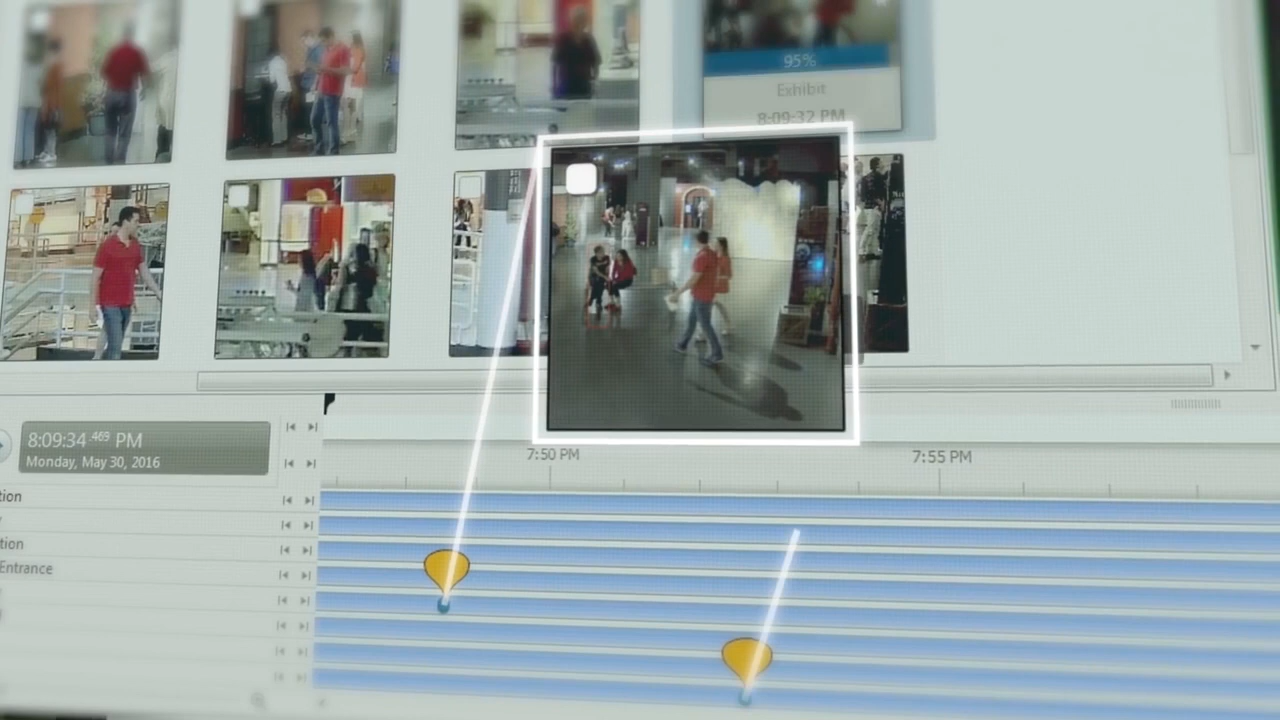 95%
Exhibit
8:09:32 PM
8:09:34.469 PM
Monday, May 30, 2016
7:50 PM
7:55 PM
tion
tion
Entrance